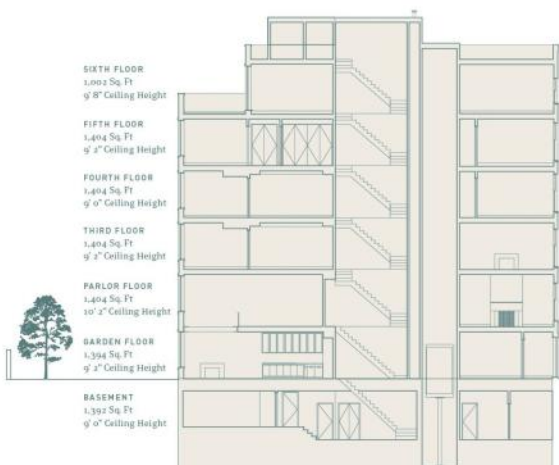 SIXTH FLOOR
1,002 Sq. Ft
9' 8" Ceiling Height
FIFTH FLOOR
1,404 Sq. Ft
9' 2" Ceiling Height
FOURTH FLOOR
1,404 Sq. Ft
9' 0" Ceiling Height
THIRD FLOOR
1,404 Sq. Ft
9' 2" Ceiling Height
PARLOR FLOOR
1,404 Sq. Ft
10' 2" Ceiling Height
GARDEN FLOOR
1,394 Sq. Ft
9' 2" Ceiling Height
BASEMENT
1,392 Sq. Ft
9' 0" Ceiling Height